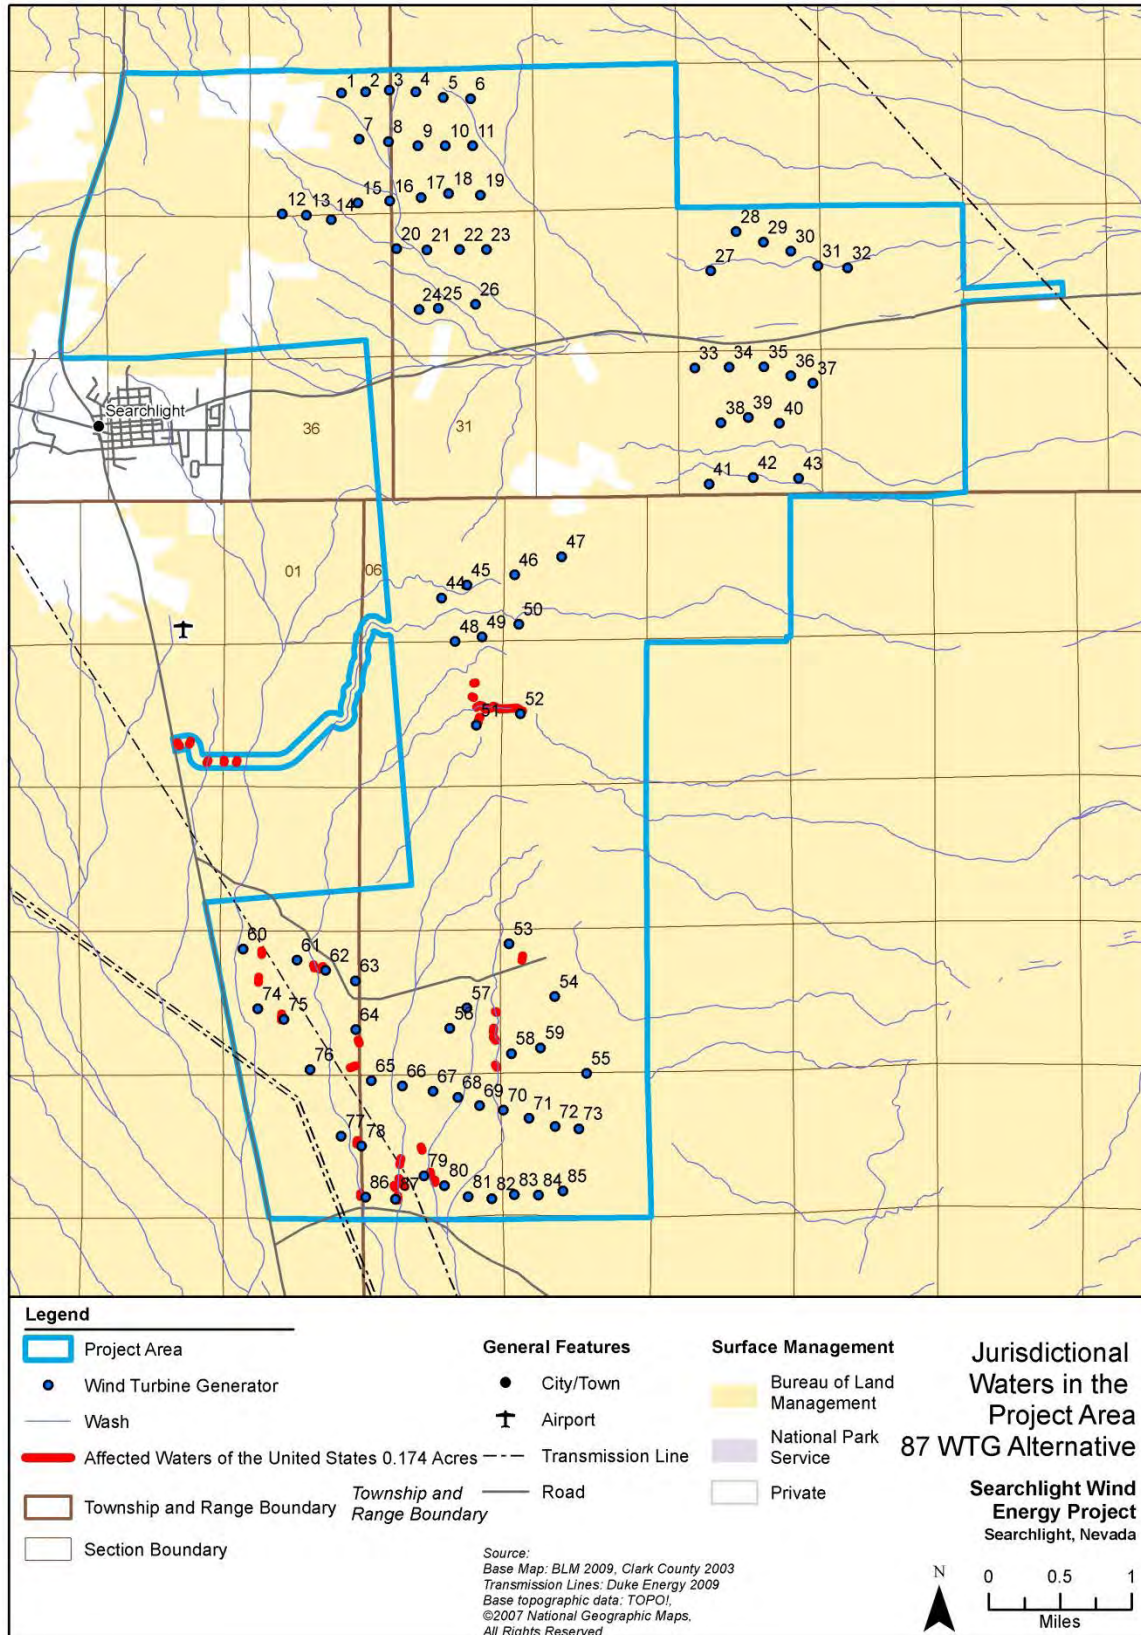 1 2 3 4 5 6
7 8 9 10 11
12 13 14 15 16 17 18 19
20 21 22 23
24 25 26
27 28 29 30 31 32
33 34 35 36 37
38 39 40
41 42 43
Searchlight
36
31
01
06
44 45 46 47
48 49 50
51 52
53
54
55
56 57
58 59
60 61 62 63
64
65 66 67 68 69 70 71 72 73
74 75
76
77 78
79 80 81 82 83 84 85
86 87
Legend
Project Area
Wind Turbine Generator
Wash
Affected Waters of the United States 0.174 Acres
Township and Range Boundary
Section Boundary
Township and
Range Boundary
General Features
City/Town
Airport
Transmission Line
Road
Surface Management
Bureau of Land
Management
National Park
Service
Private
Source:
Base Map: BLM 2009, Clark County 2003
Transmission Lines: Duke Energy 2009
Base topographic data: TOPO!,
©2007 National Geographic Maps,
All Rights Reserved
Jurisdictional
Waters in the
Project Area
87 WTG Alternative
Searchlight Wind
Energy Project
Searchlight, Nevada
N
0 0.5 1
Miles